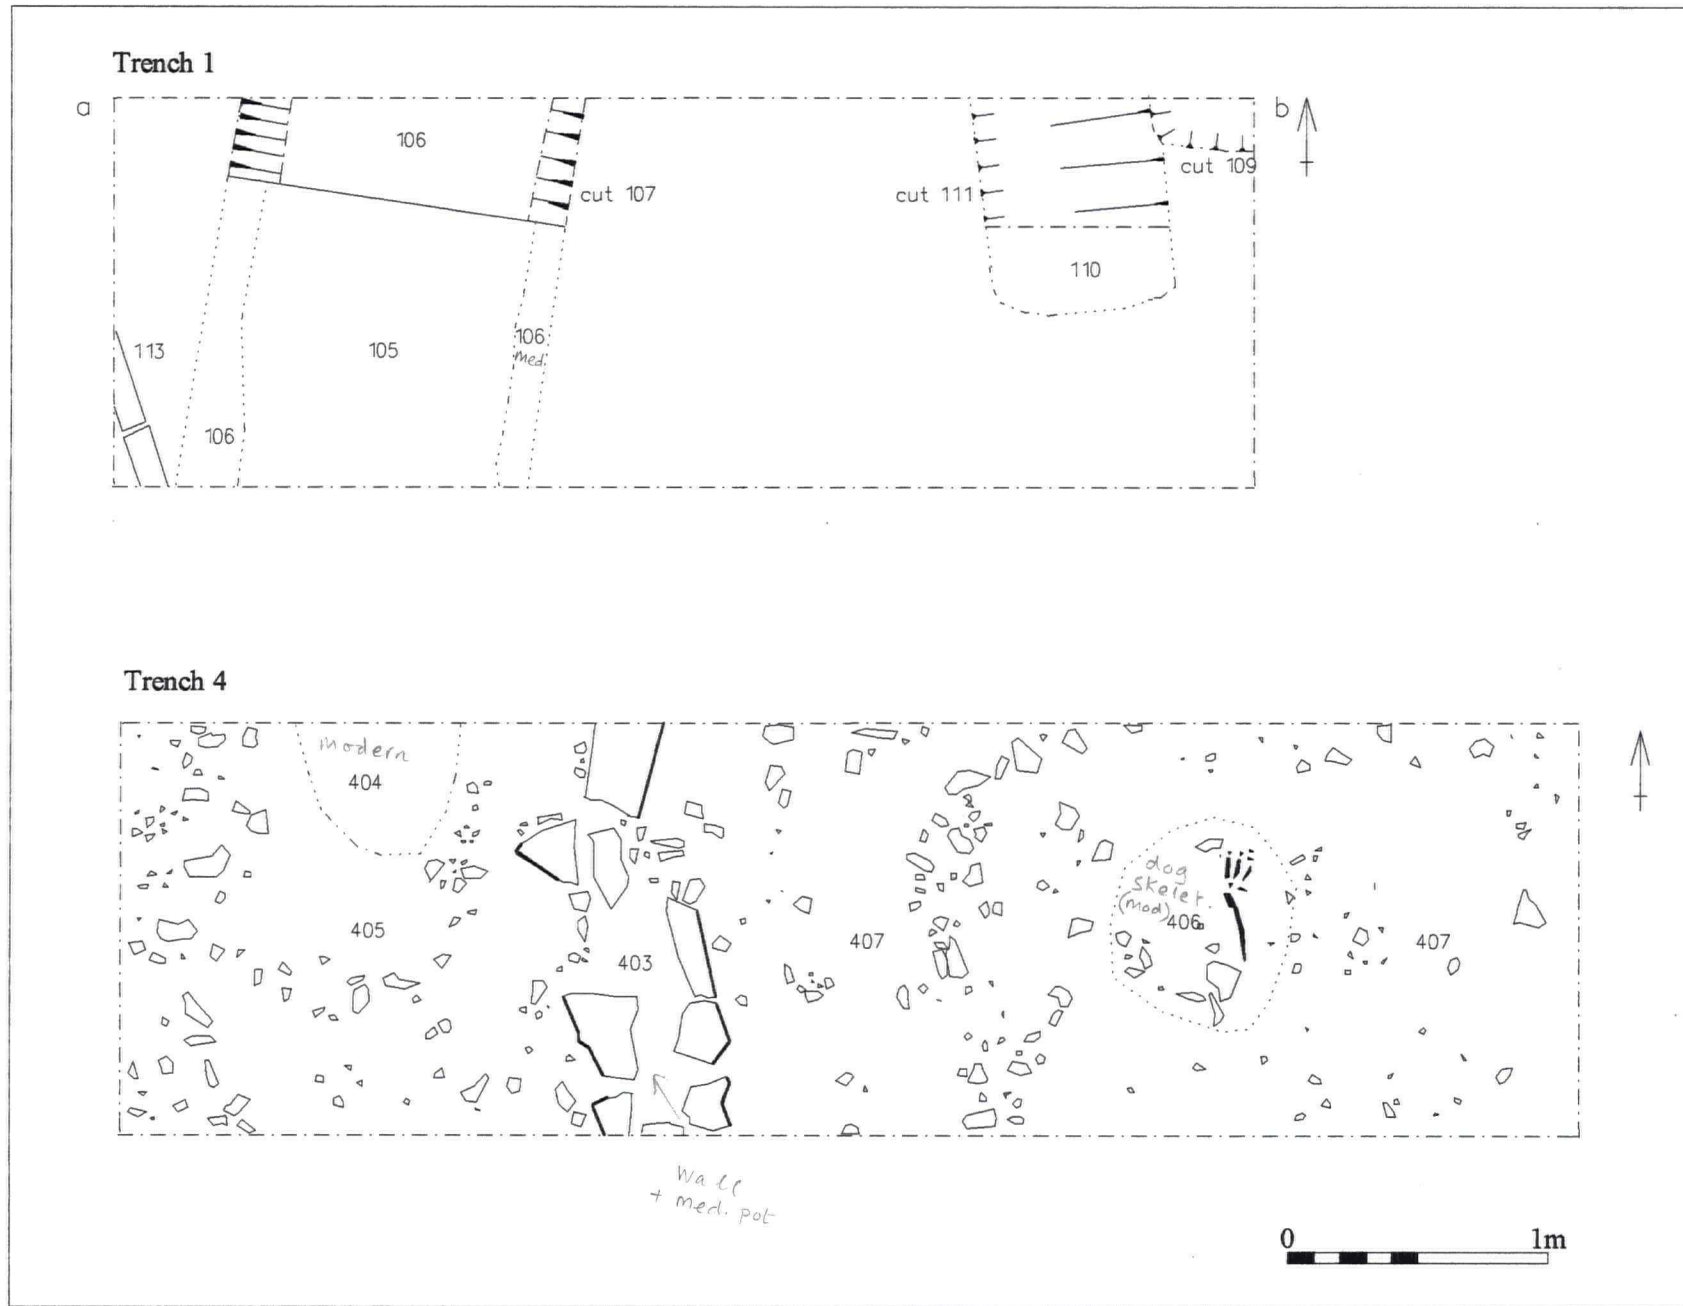 Trench 1
a
b
106
cut 107
cut 111
cut 109
110
113
105
106
med.
106
Trench 4
modern
404
405
403
407
dog
skelet.
(mod)
406
407
Wall
+ med. pot
0 1m